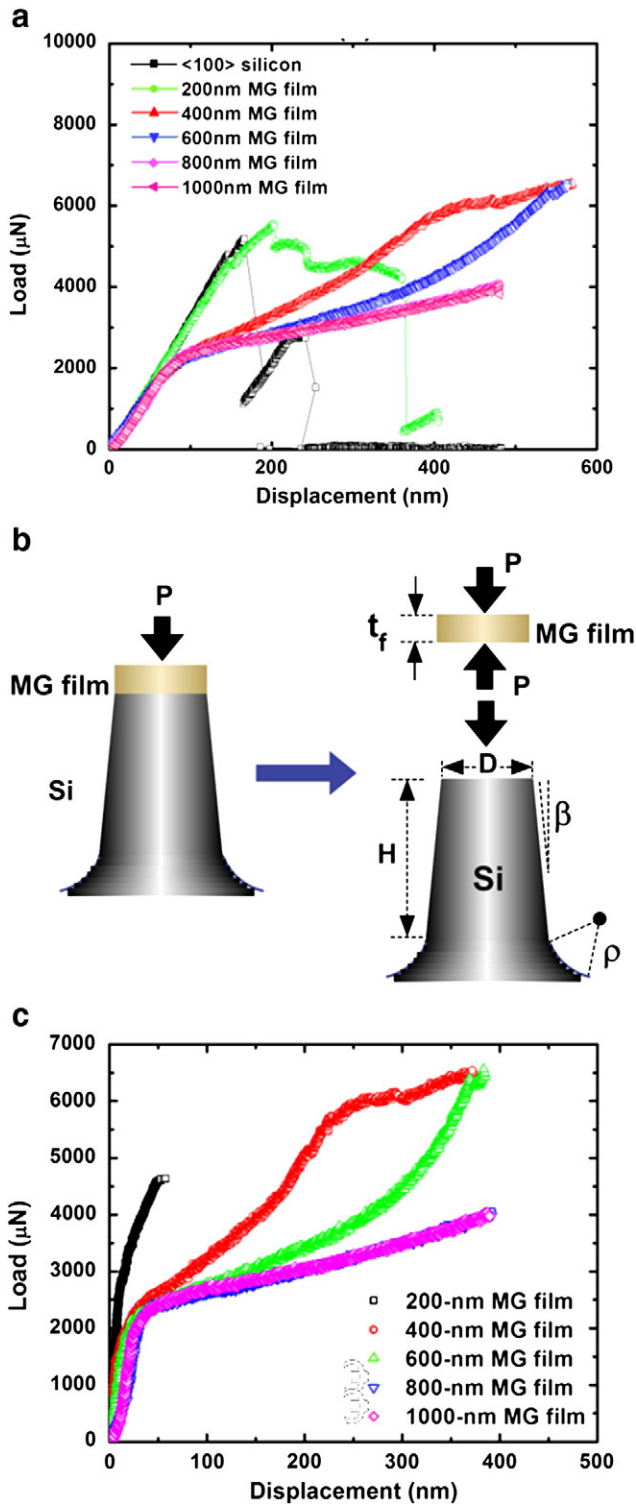 a
10000
8000
6000
4000
2000
0
Load (μN)
<100> silicon
200nm MG film
400nm MG film
600nm MG film
800nm MG film
1000nm MG film
0 200 400 600
Displacement (nm)
b
P
MG film
Si
P
t_f
MG film
P
D
β
H
Si
ρ
c
7000
6000
5000
4000
3000
2000
1000
0
Load (μN)
200-nm MG film
400-nm MG film
600-nm MG film
800-nm MG film
1000-nm MG film
0 100 200 300 400 500
Displacement (nm)